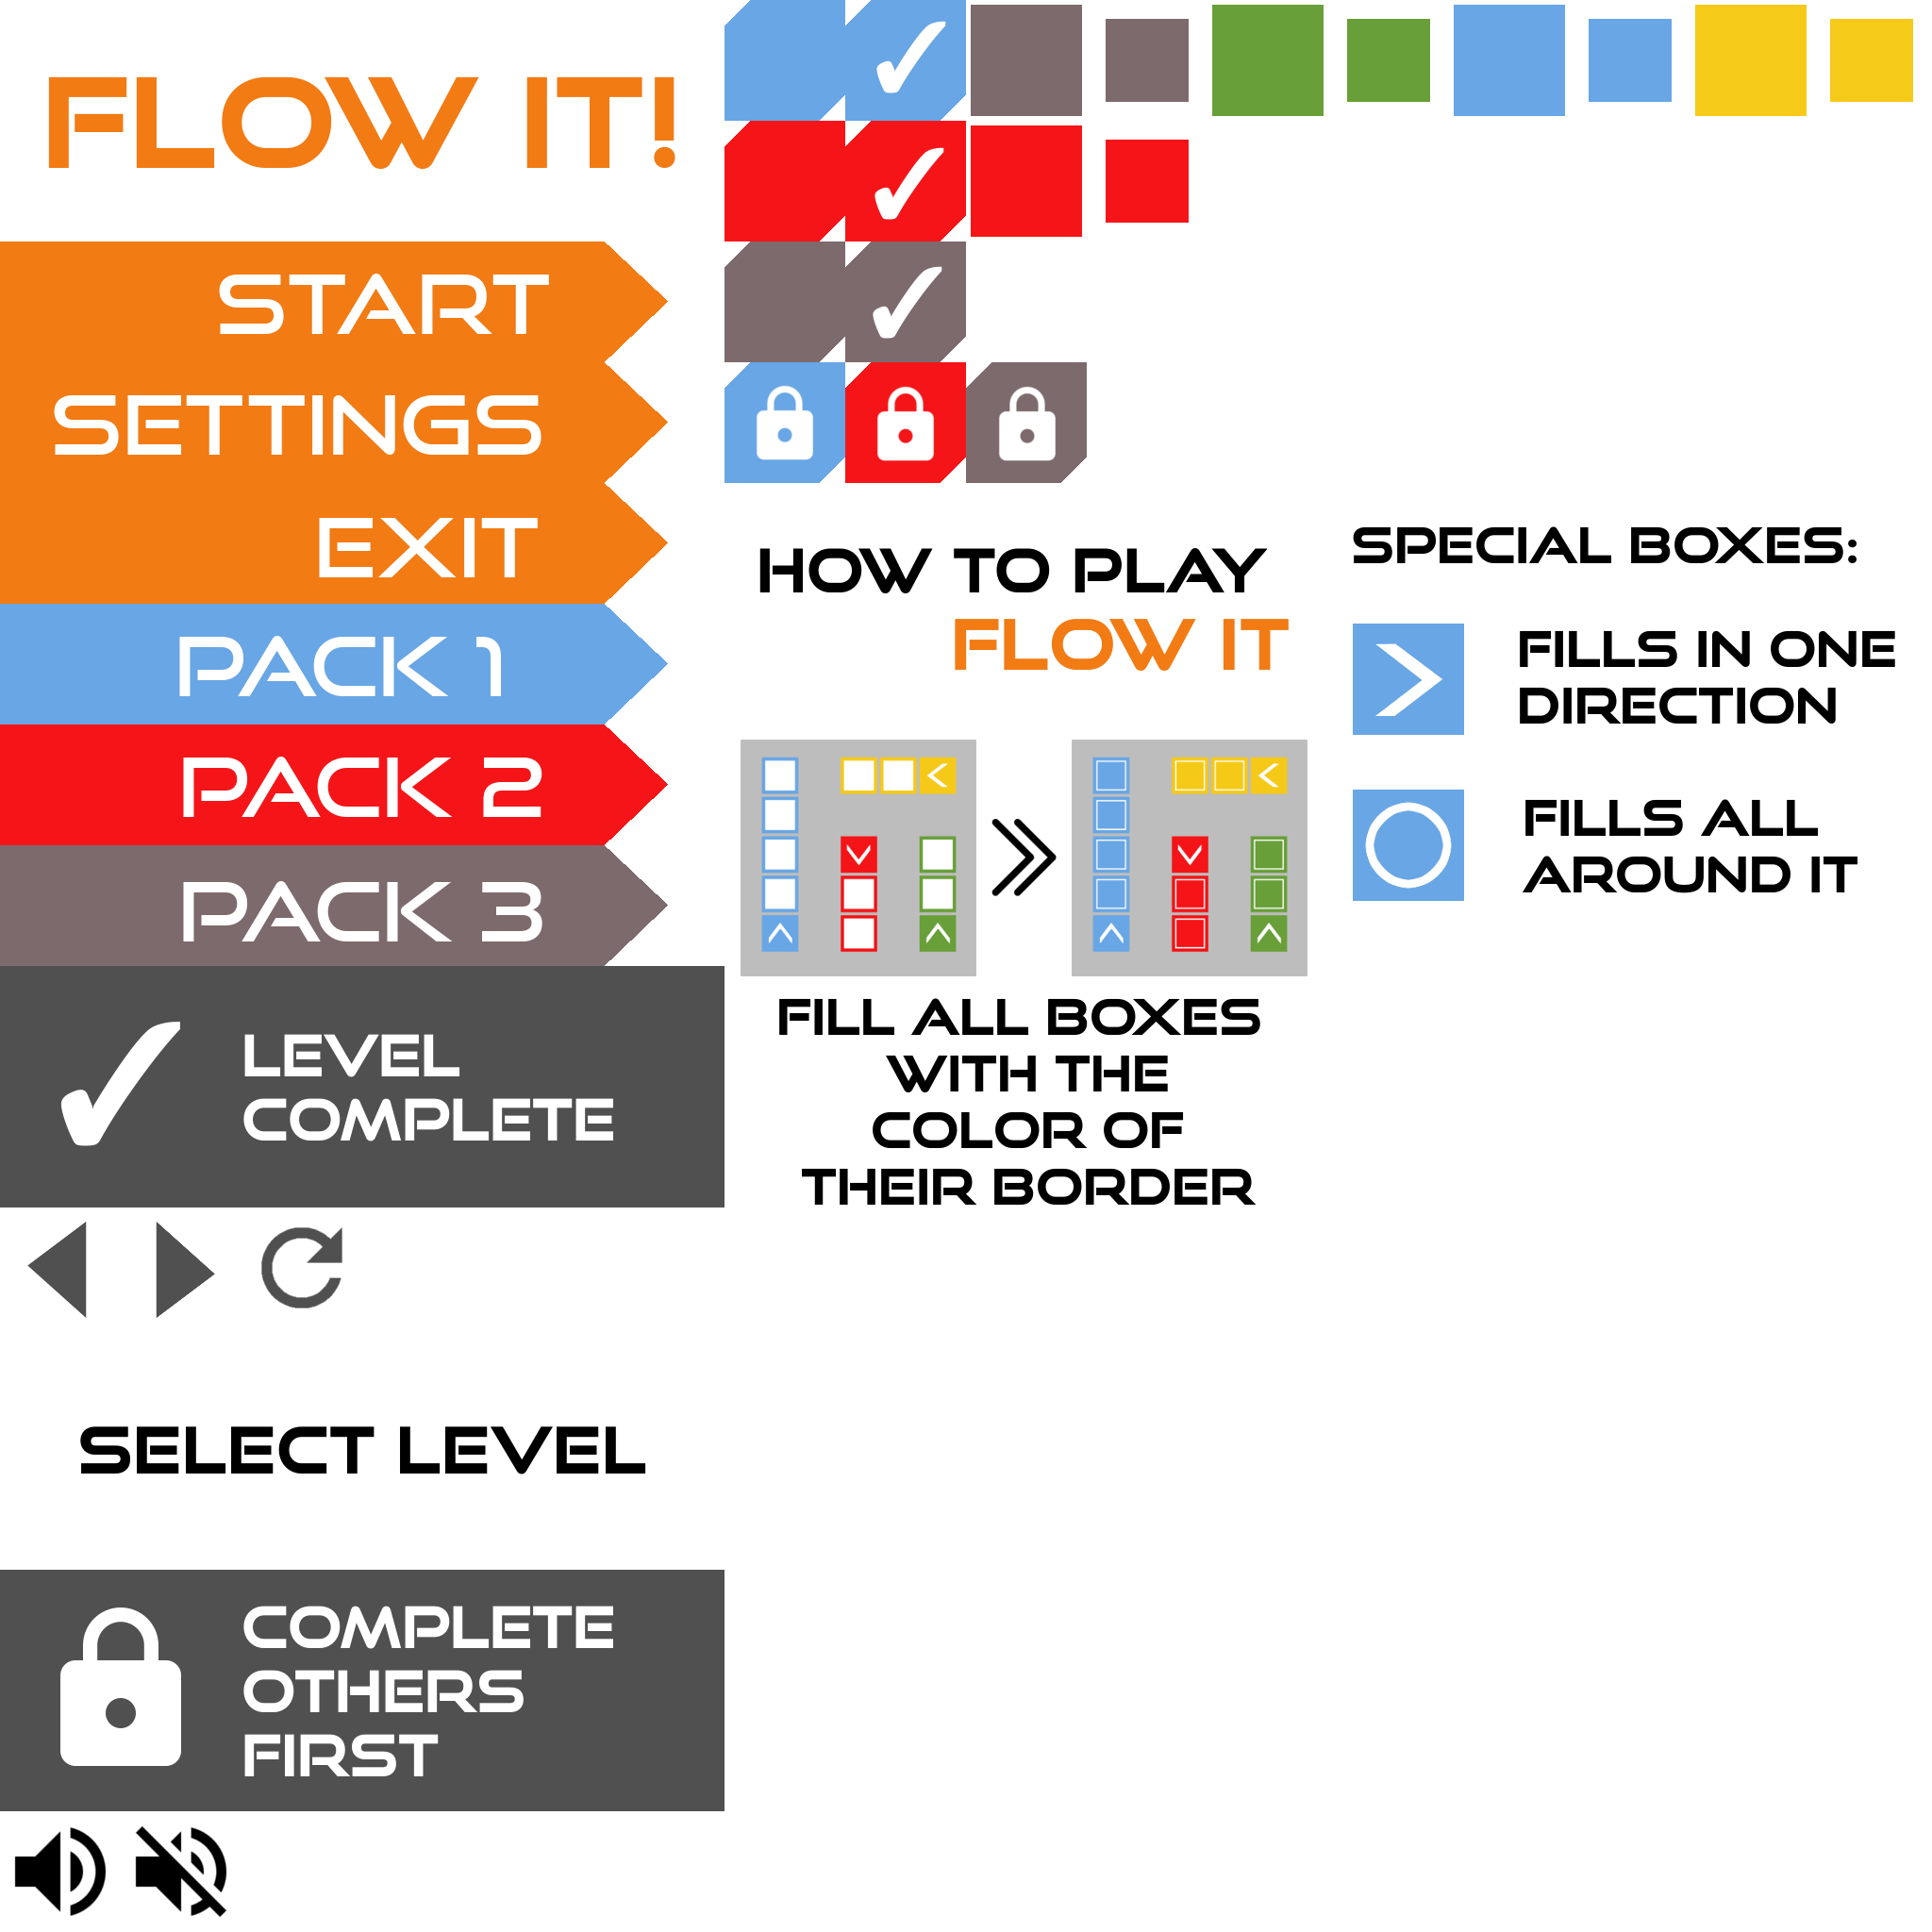 FLOW IT!
START
SETTINGS
EXIT
PACK 1
PACK 2
PACK 3
LEVEL
COMPLETE
SELECT LEVEL
COMPLETE
OTHERS
FIRST
HOW TO PLAY
FLOW IT
FILL ALL BOXES
WITH THE
COLOR OF
THEIR BORDER
SPECIAL BOXES:
FILLS IN ONE
DIRECTION
FILLS ALL
AROUND IT